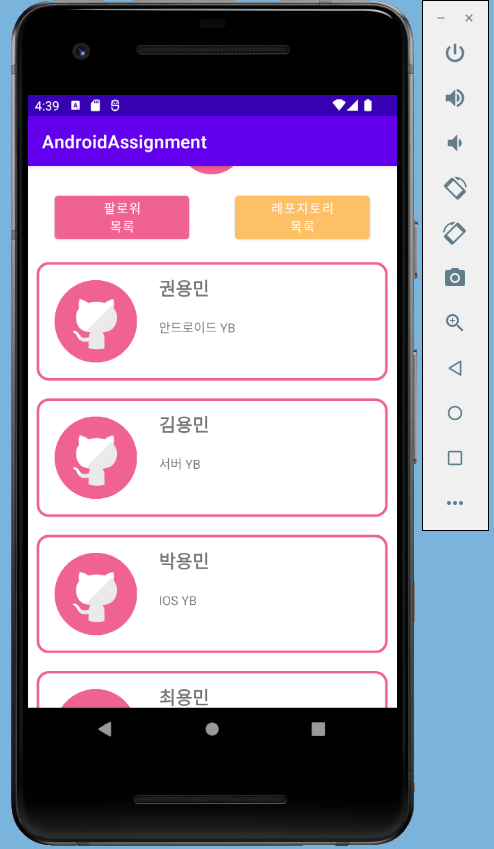 4:39
AndroidAssignment
팔로워
목록
레포지토리
목록
권용민
안드로이드 YB
김용민
서버 YB
박용민
IOS YB
최용민